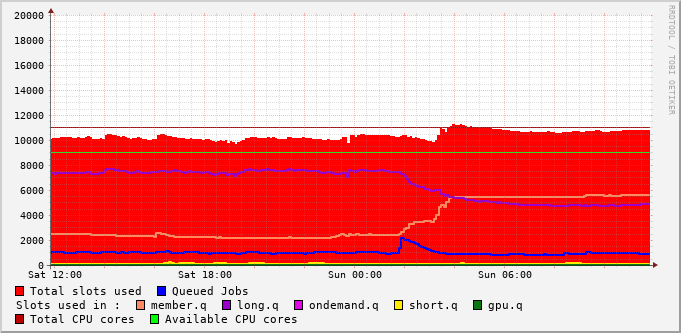 20000
18000
16000
14000
12000
10000
8000
6000
4000
2000
0
Sat 12:00 Sat 18:00 Sun 00:00 Sun 06:00
Total slots used Queued Jobs
Slots used in : member.q long.q ondemand.q short.q gpu.q
Total CPU cores Available CPU cores
RRDTOOL / TOBI OETIKER